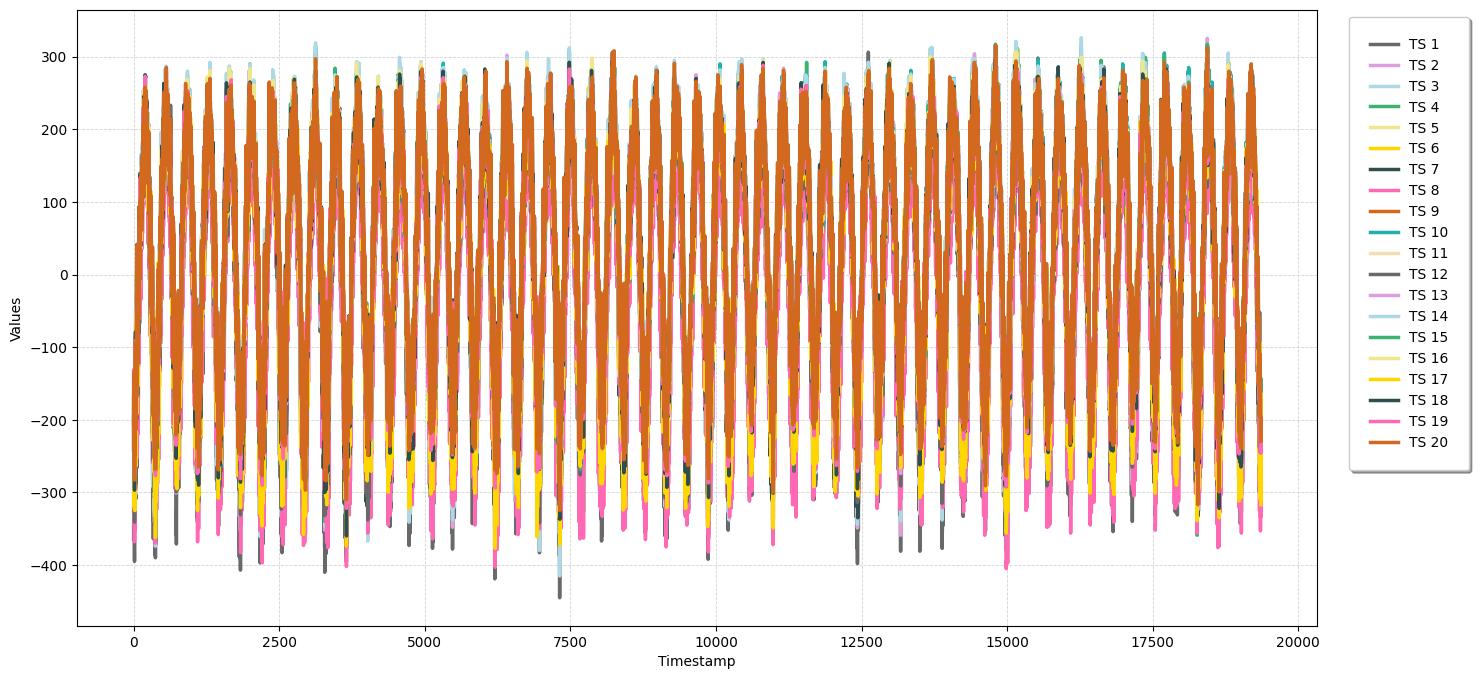 300
200
100
0
−100
−200
−300
−400
Values
0
2500
5000
7500
10000
12500
15000
17500
20000
Timestamp
TS 1
TS 2
TS 3
TS 4
TS 5
TS 6
TS 7
TS 8
TS 9
TS 10
TS 11
TS 12
TS 13
TS 14
TS 15
TS 16
TS 17
TS 18
TS 19
TS 20